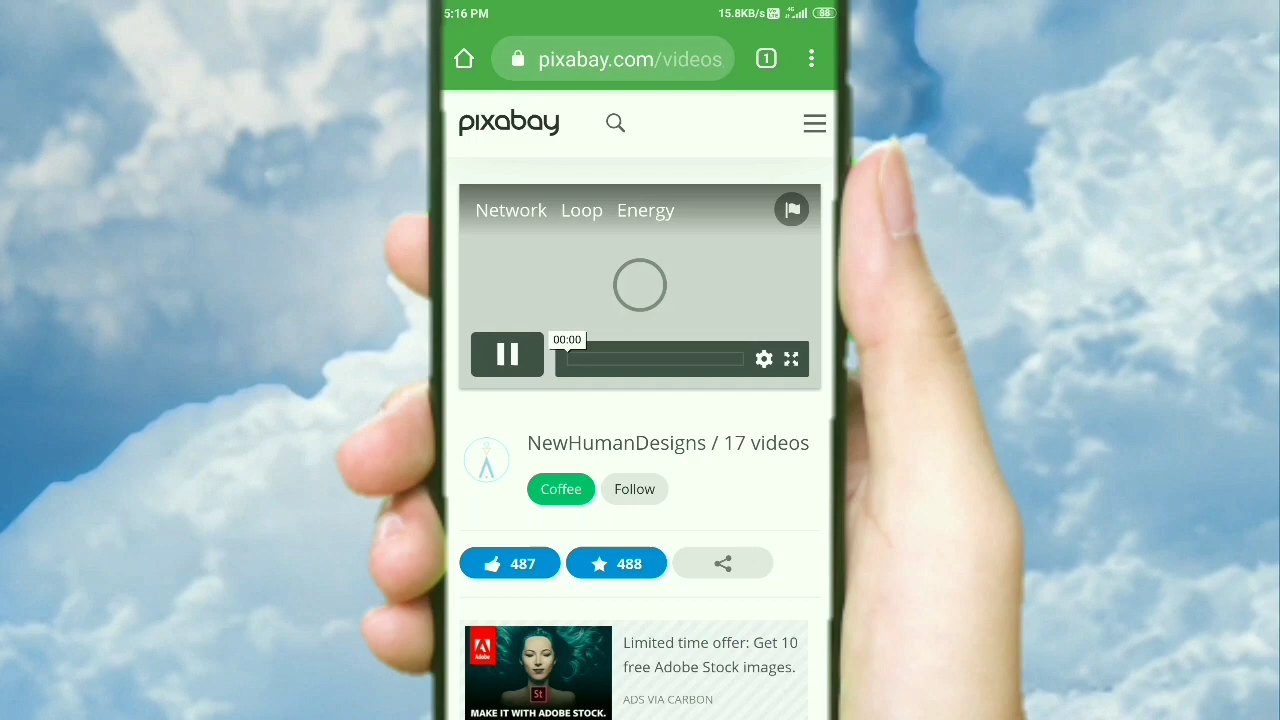 5:16 PM 15.8KB/s 4G 88
pixabay.com/videos 1
pixabay
Network Loop Energy
00:00
NewHumanDesigns / 17 videos
Coffee Follow
487 488
Limited time offer: Get 10
free Adobe Stock images.
ADS VIA CARBON
Adobe
St
MAKE IT WITH ADOBE STOCK.